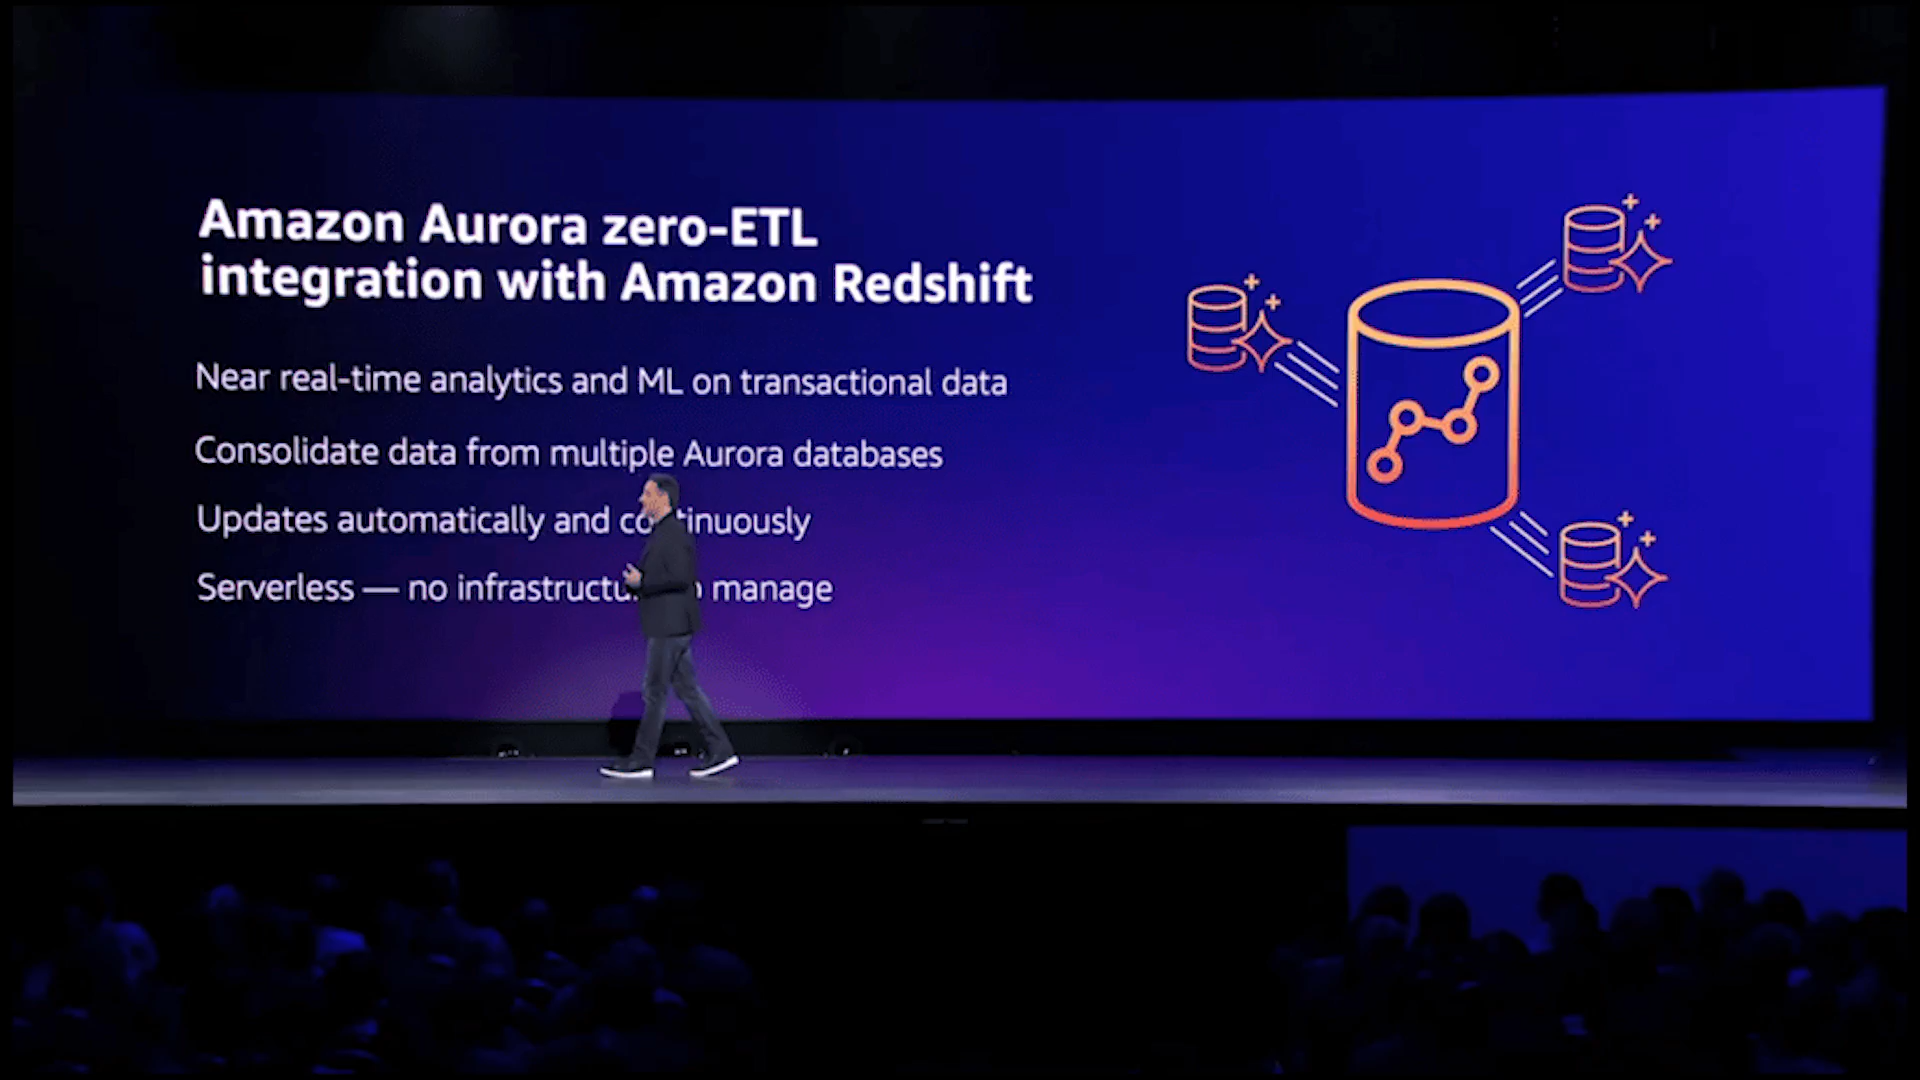 Amazon Aurora zero-ETL
integration with Amazon Redshift
Near real-time analytics and ML on transactional data
Consolidate data from multiple Aurora databases
Updates automatically and
Serverless — no manage